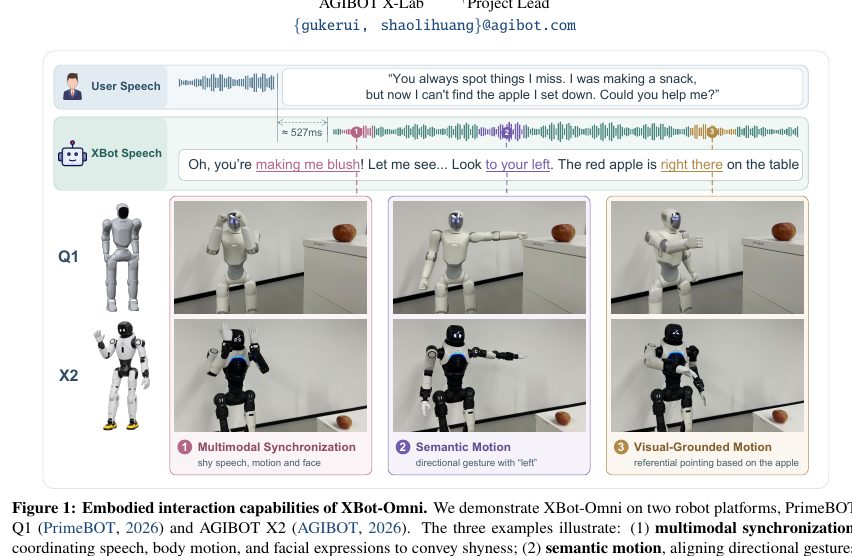 AGIBOT X-Lab Project Lead
{gukerui, shaolihuang}@agibot.com
User Speech
“You always spot things I miss. I was making a snack,
but now I can't find the apple I set down. Could you help me?”
≈ 527ms
1 2 3
XBot Speech
Oh, you're making me blush! Let me see... Look to your left. The red apple is right there on the table
Q1
X2
1 Multimodal Synchronization
shy speech, motion and face
2 Semantic Motion
directional gesture with “left”
3 Visual-Grounded Motion
referential pointing based on the apple
Figure 1: Embodied interaction capabilities of XBot-Omni. We demonstrate XBot-Omni on two robot platforms, PrimeBOT
Q1 (PrimeBOT, 2026) and AGIBOT X2 (AGIBOT, 2026). The three examples illustrate: (1) multimodal synchronization
coordinating speech, body motion, and facial expressions to convey shyness; (2) semantic motion, aligning directional gestures